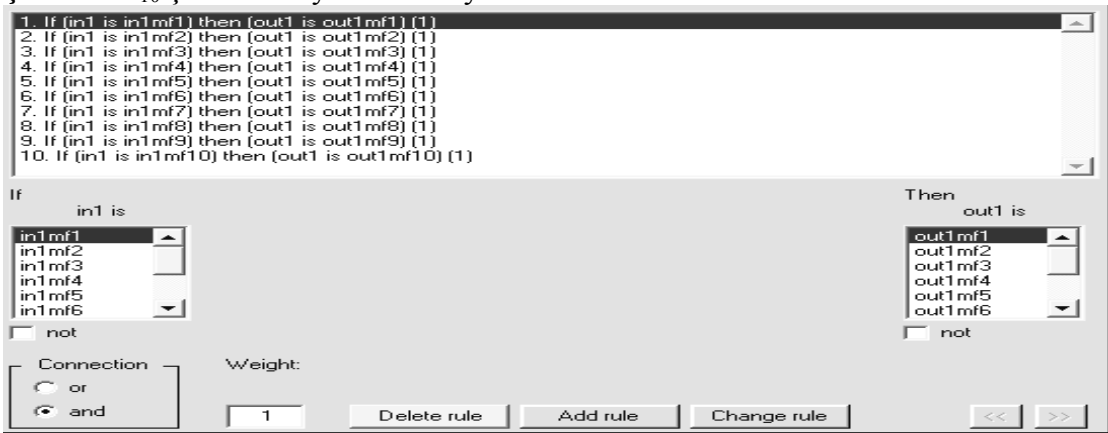 1. If (in1 is in1mf1) then (out1 is out1mf1) (1)
2. If (in1 is in1mf2) then (out1 is out1mf2) (1)
3. If (in1 is in1mf3) then (out1 is out1mf3) (1)
4. If (in1 is in1mf4) then (out1 is out1mf4) (1)
5. If (in1 is in1mf5) then (out1 is out1mf5) (1)
6. If (in1 is in1mf6) then (out1 is out1mf6) (1)
7. If (in1 is in1mf7) then (out1 is out1mf7) (1)
8. If (in1 is in1mf8) then (out1 is out1mf8) (1)
9. If (in1 is in1mf9) then (out1 is out1mf9) (1)
10. If (in1 is in1mf10) then (out1 is out1mf10) (1)
If
in1 is
in1mf1
in1mf2
in1mf3
in1mf4
in1mf5
in1mf6
not
Then
out1 is
out1mf1
out1mf2
out1mf3
out1mf4
out1mf5
out1mf6
not
Connection
or
and
Weight:
1
Delete rule
Add rule
Change rule
<<
>>